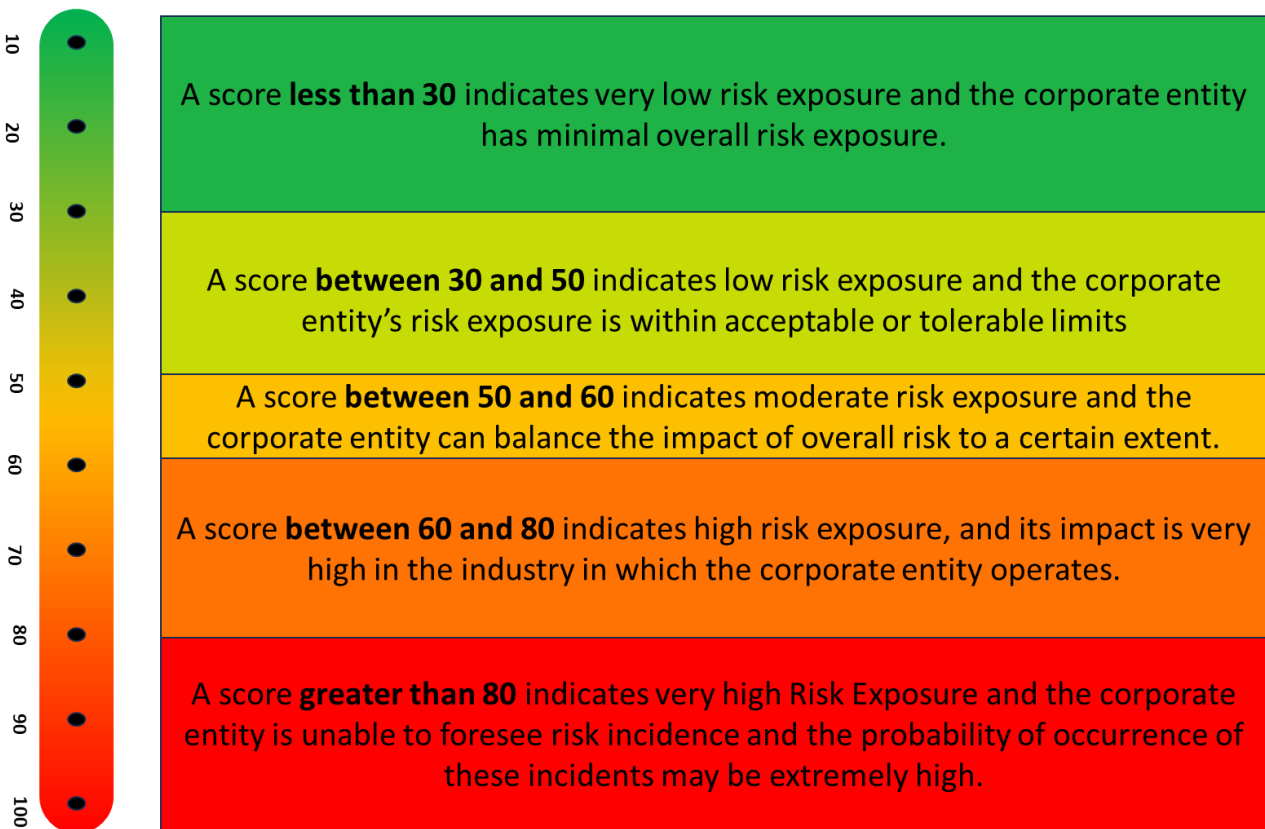 10
20
30
40
50
60
70
80
90
100
A score less than 30 indicates very low risk exposure and the corporate entity
has minimal overall risk exposure.
A score between 30 and 50 indicates low risk exposure and the corporate
entity’s risk exposure is within acceptable or tolerable limits
A score between 50 and 60 indicates moderate risk exposure and the
corporate entity can balance the impact of overall risk to a certain extent.
A score between 60 and 80 indicates high risk exposure, and its impact is very
high in the industry in which the corporate entity operates.
A score greater than 80 indicates very high Risk Exposure and the corporate
entity is unable to foresee risk incidence and the probability of occurrence of
these incidents may be extremely high.